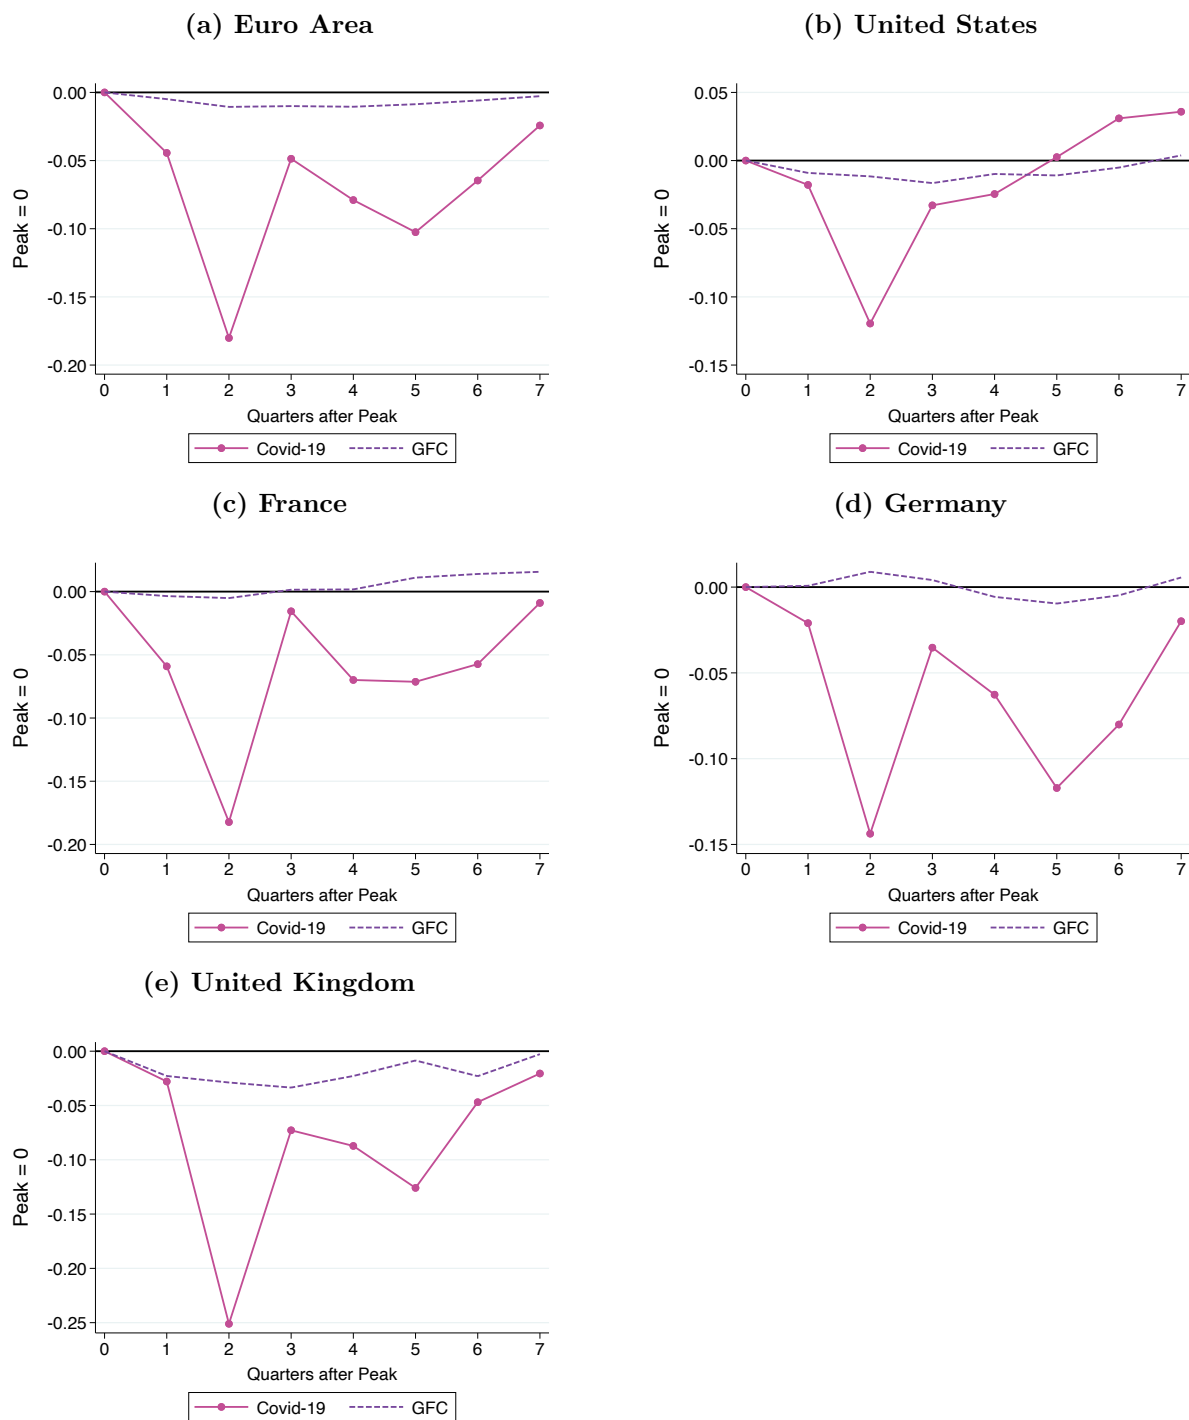 (a) Euro Area
0.00
-0.05
-0.10
-0.15
-0.20
Peak = 0
0 1 2 3 4 5 6 7
Quarters after Peak
Covid-19 GFC
(b) United States
0.05
0.00
-0.05
-0.10
-0.15
Peak = 0
0 1 2 3 4 5 6 7
Quarters after Peak
Covid-19 GFC
(c) France
0.00
-0.05
-0.10
-0.15
-0.20
Peak = 0
0 1 2 3 4 5 6 7
Quarters after Peak
Covid-19 GFC
(d) Germany
0.00
-0.05
-0.10
-0.15
Peak = 0
0 1 2 3 4 5 6 7
Quarters after Peak
Covid-19 GFC
(e) United Kingdom
0.00
-0.05
-0.10
-0.15
-0.20
-0.25
Peak = 0
0 1 2 3 4 5 6 7
Quarters after Peak
Covid-19 GFC